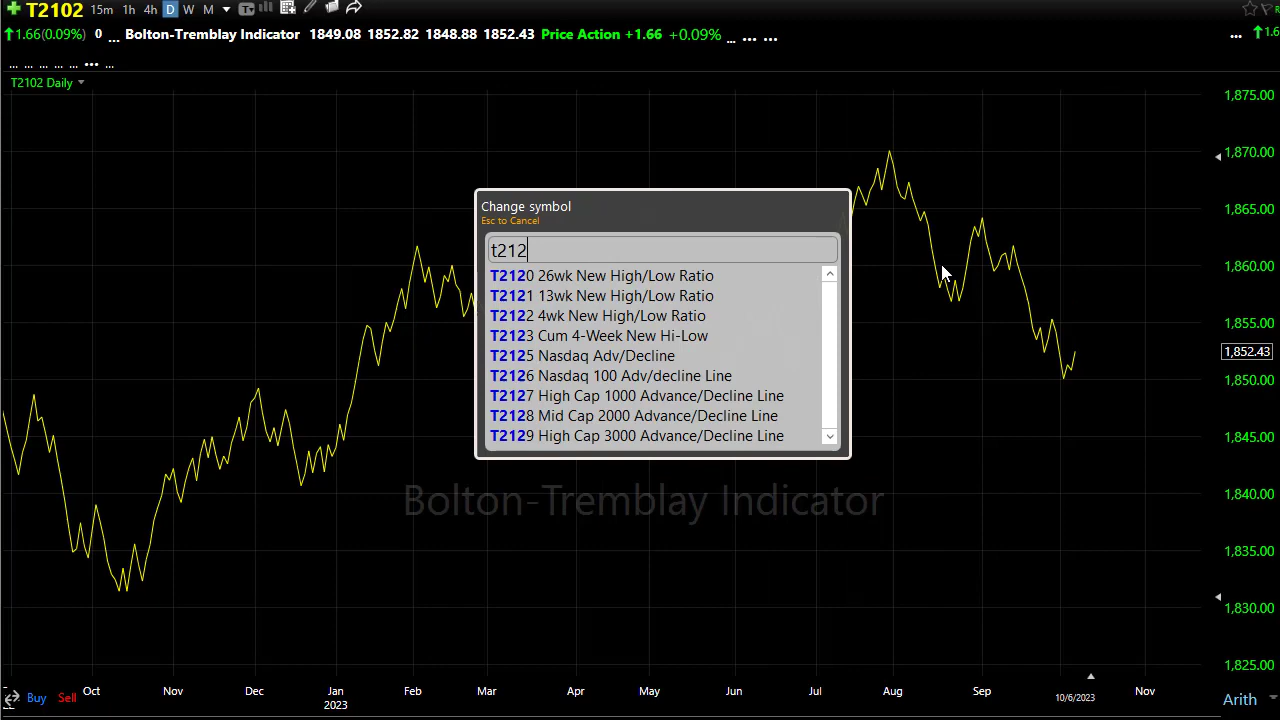 T2102 15m 1h 4h D W M T
1.66(0.09%) 0 ... Bolton-Tremblay Indicator 1849.08 1852.82 1848.88 1852.43 Price Action +1.66 +0.09% ... ... ... ... 1.6
... ... ... ... ... ... ...
T2102 Daily
1,875.00
1,870.00
1,865.00
1,860.00
1,855.00
1,852.43
1,850.00
1,845.00
1,840.00
1,835.00
1,830.00
1,825.00
Change symbol
Esc to Cancel
t212
T2120 26wk New High/Low Ratio
T2121 13wk New High/Low Ratio
T2122 4wk New High/Low Ratio
T2123 Cum 4-Week New Hi-Low
T2125 Nasdaq Adv/Decline
T2126 Nasdaq 100 Adv/decline Line
T2127 High Cap 1000 Advance/Decline Line
T2128 Mid Cap 2000 Advance/Decline Line
T2129 High Cap 3000 Advance/Decline Line
Bolton-Tremblay Indicator
Buy Sell Oct Nov Dec Jan Feb Mar Apr May Jun Jul Aug Sep 10/6/2023 Nov Arith
2023